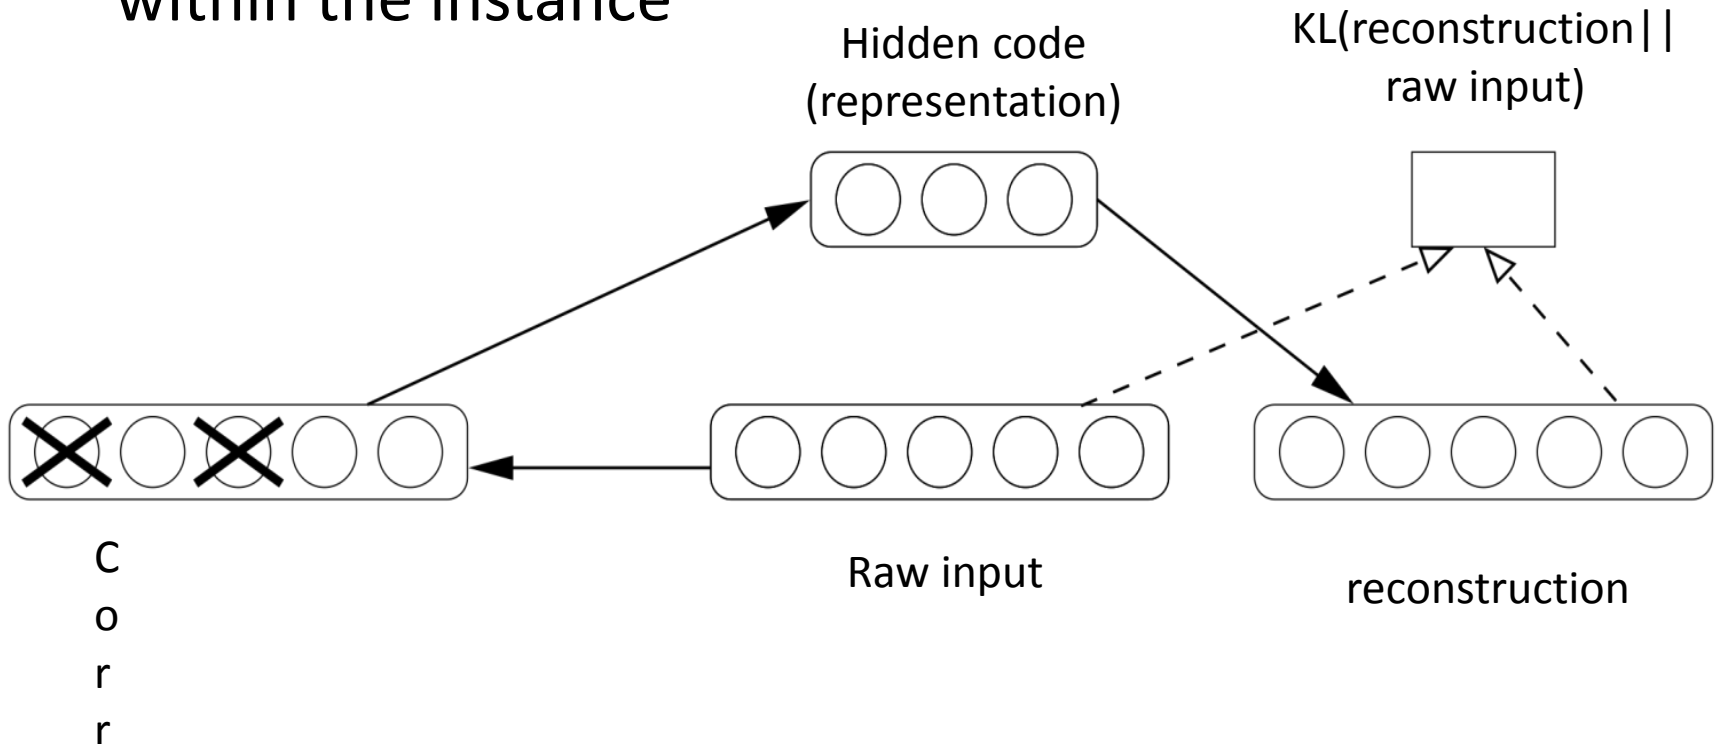 within the instance
Hidden code
(representation)
KL(reconstruction||
raw input)
Raw input
reconstruction
C
o
r
r